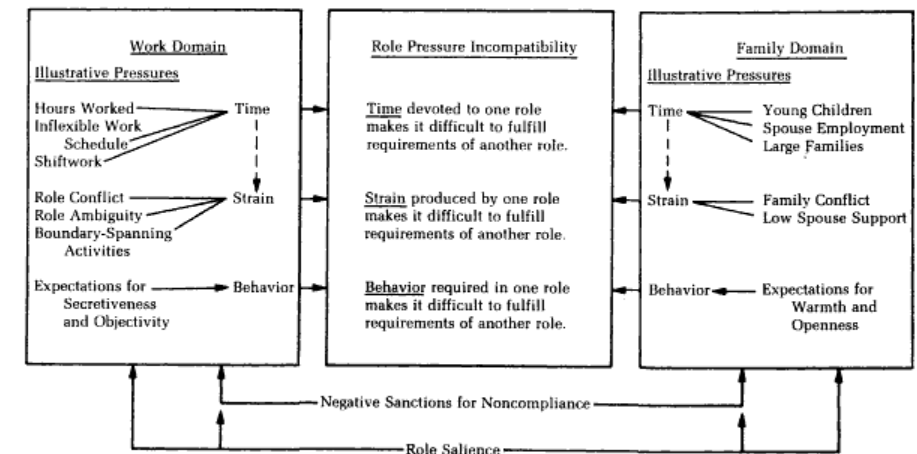 Work Domain
Illustrative Pressures
Hours Worked
Inflexible Work
Schedule
Shiftwork
Time
Role Conflict
Role Ambiguity
Boundary-Spanning
Activities
Strain
Expectations for
Secretiveness
and Objectivity
Behavior
Role Pressure Incompatibility
Time devoted to one role
makes it difficult to fulfill
requirements of another role.
Strain produced by one role
makes it difficult to fulfill
requirements of another role.
Behavior required in one role
makes it difficult to fulfill
requirements of another role.
Family Domain
Illustrative Pressures
Time
Young Children
Spouse Employment
Large Families
Strain
Family Conflict
Low Spouse Support
Behavior
Expectations for
Warmth and
Openness
Negative Sanctions for Noncompliance
Role Salience